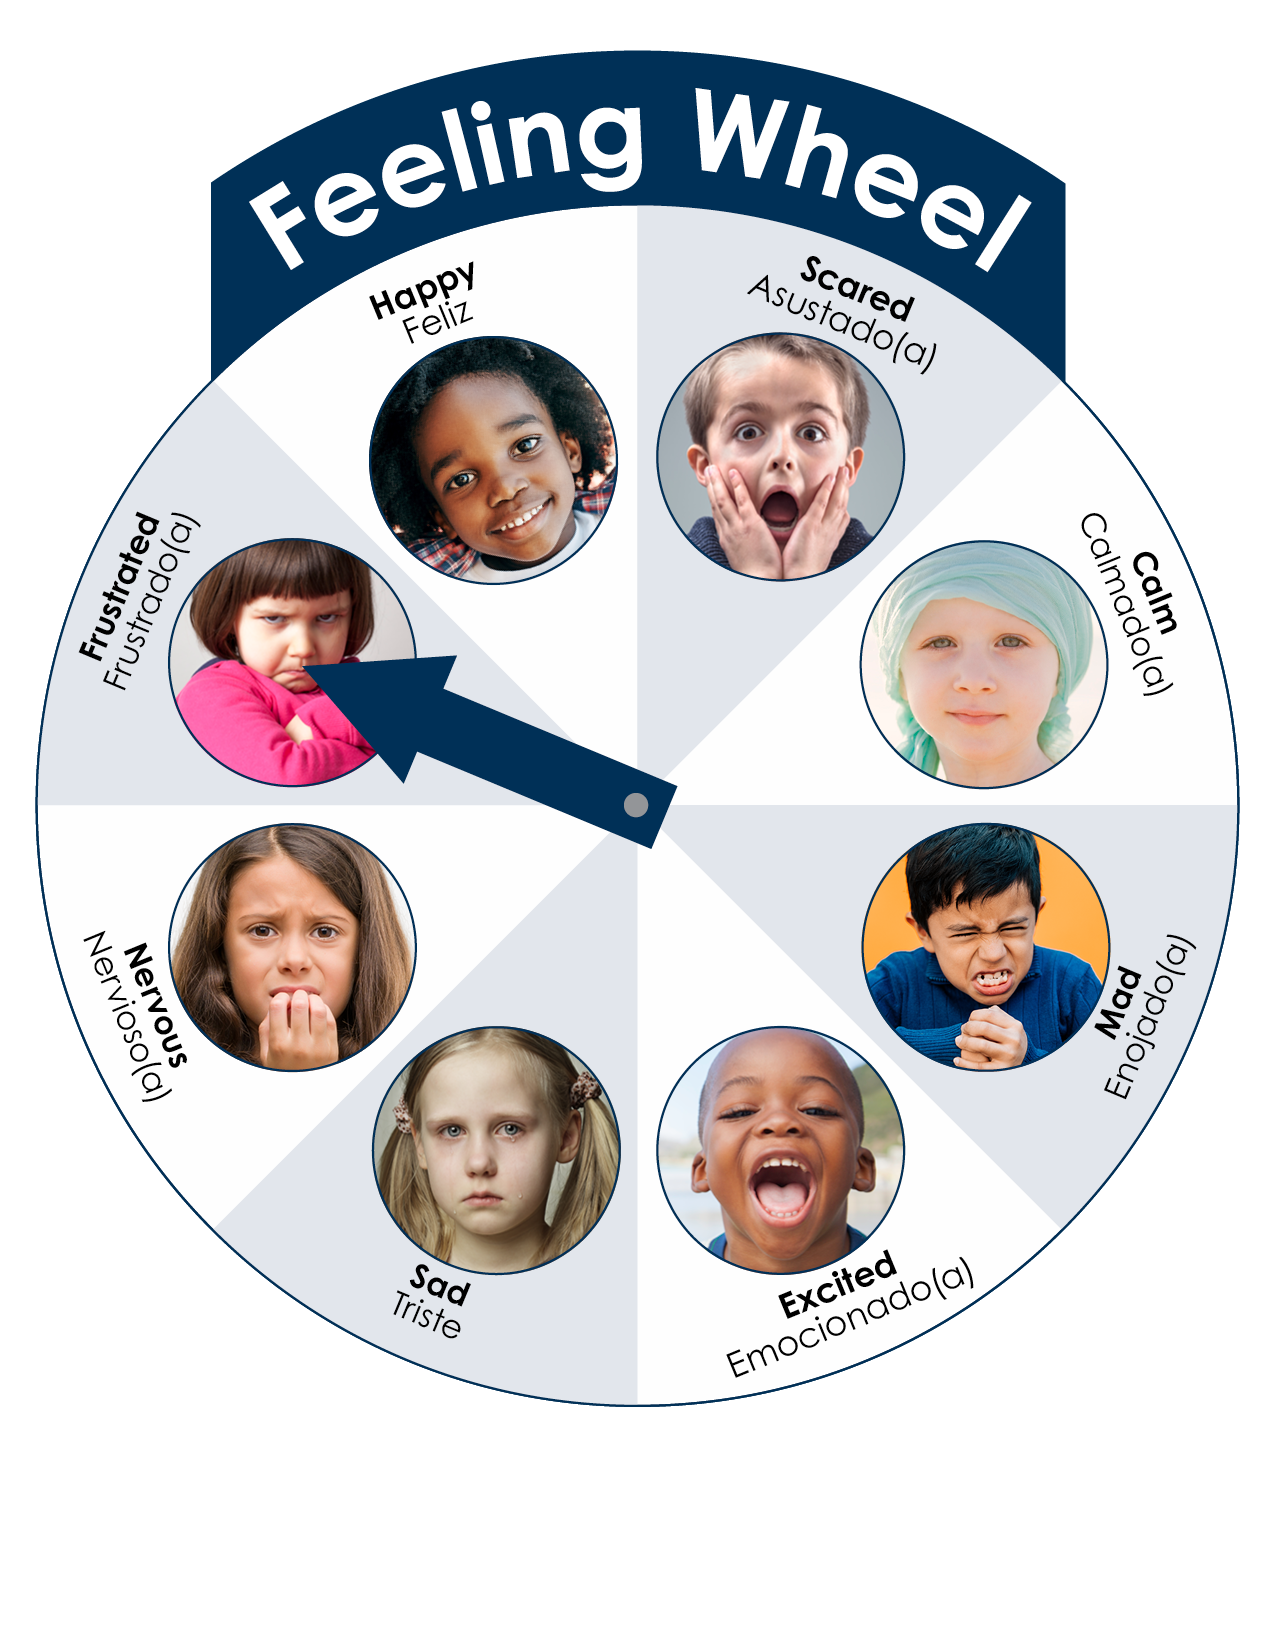 Feeling Wheel
Happy
Feliz
Scared
Asustado(a)
Calm
Calmado(a)
Mad
Enojado(a)
Excited
Emocionado(a)
Sad
Triste
Nervous
Nervioso(a)
Frustrated
Frustrado(a)